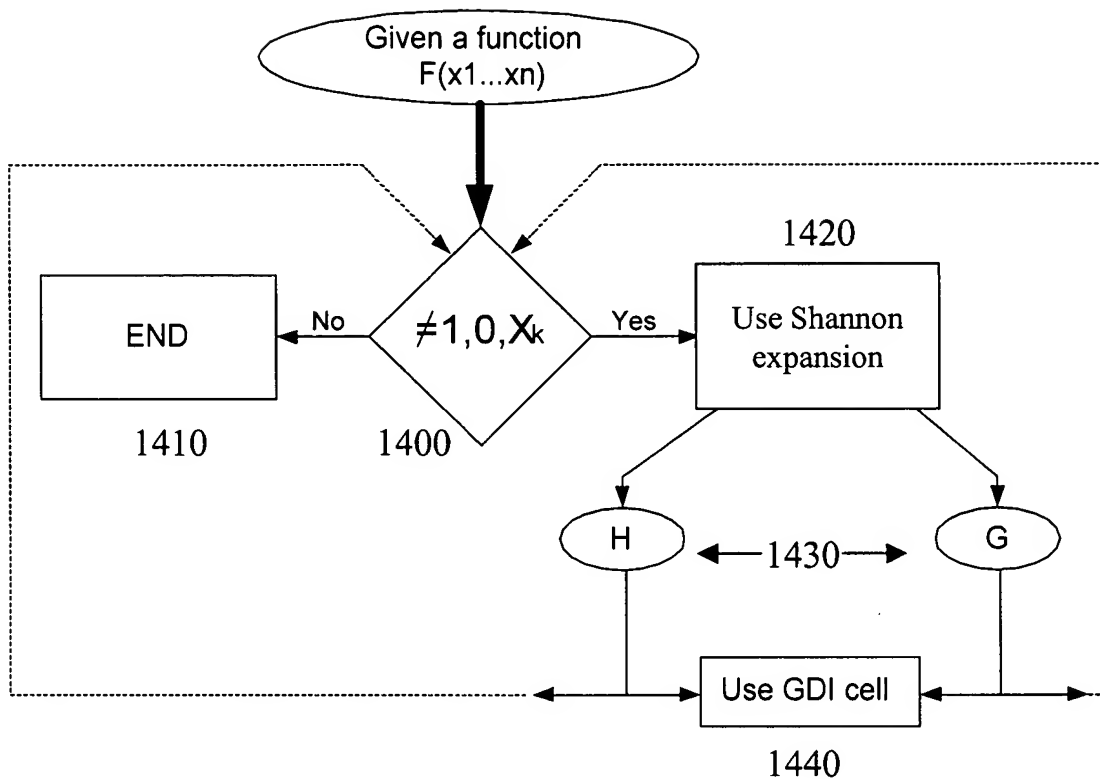 Given a function
F(x1...xn)
1420
No
≠1,0,Xk
Yes
END
Use Shannon
expansion
1410
1400
H
1430
G
Use GDI cell
1440